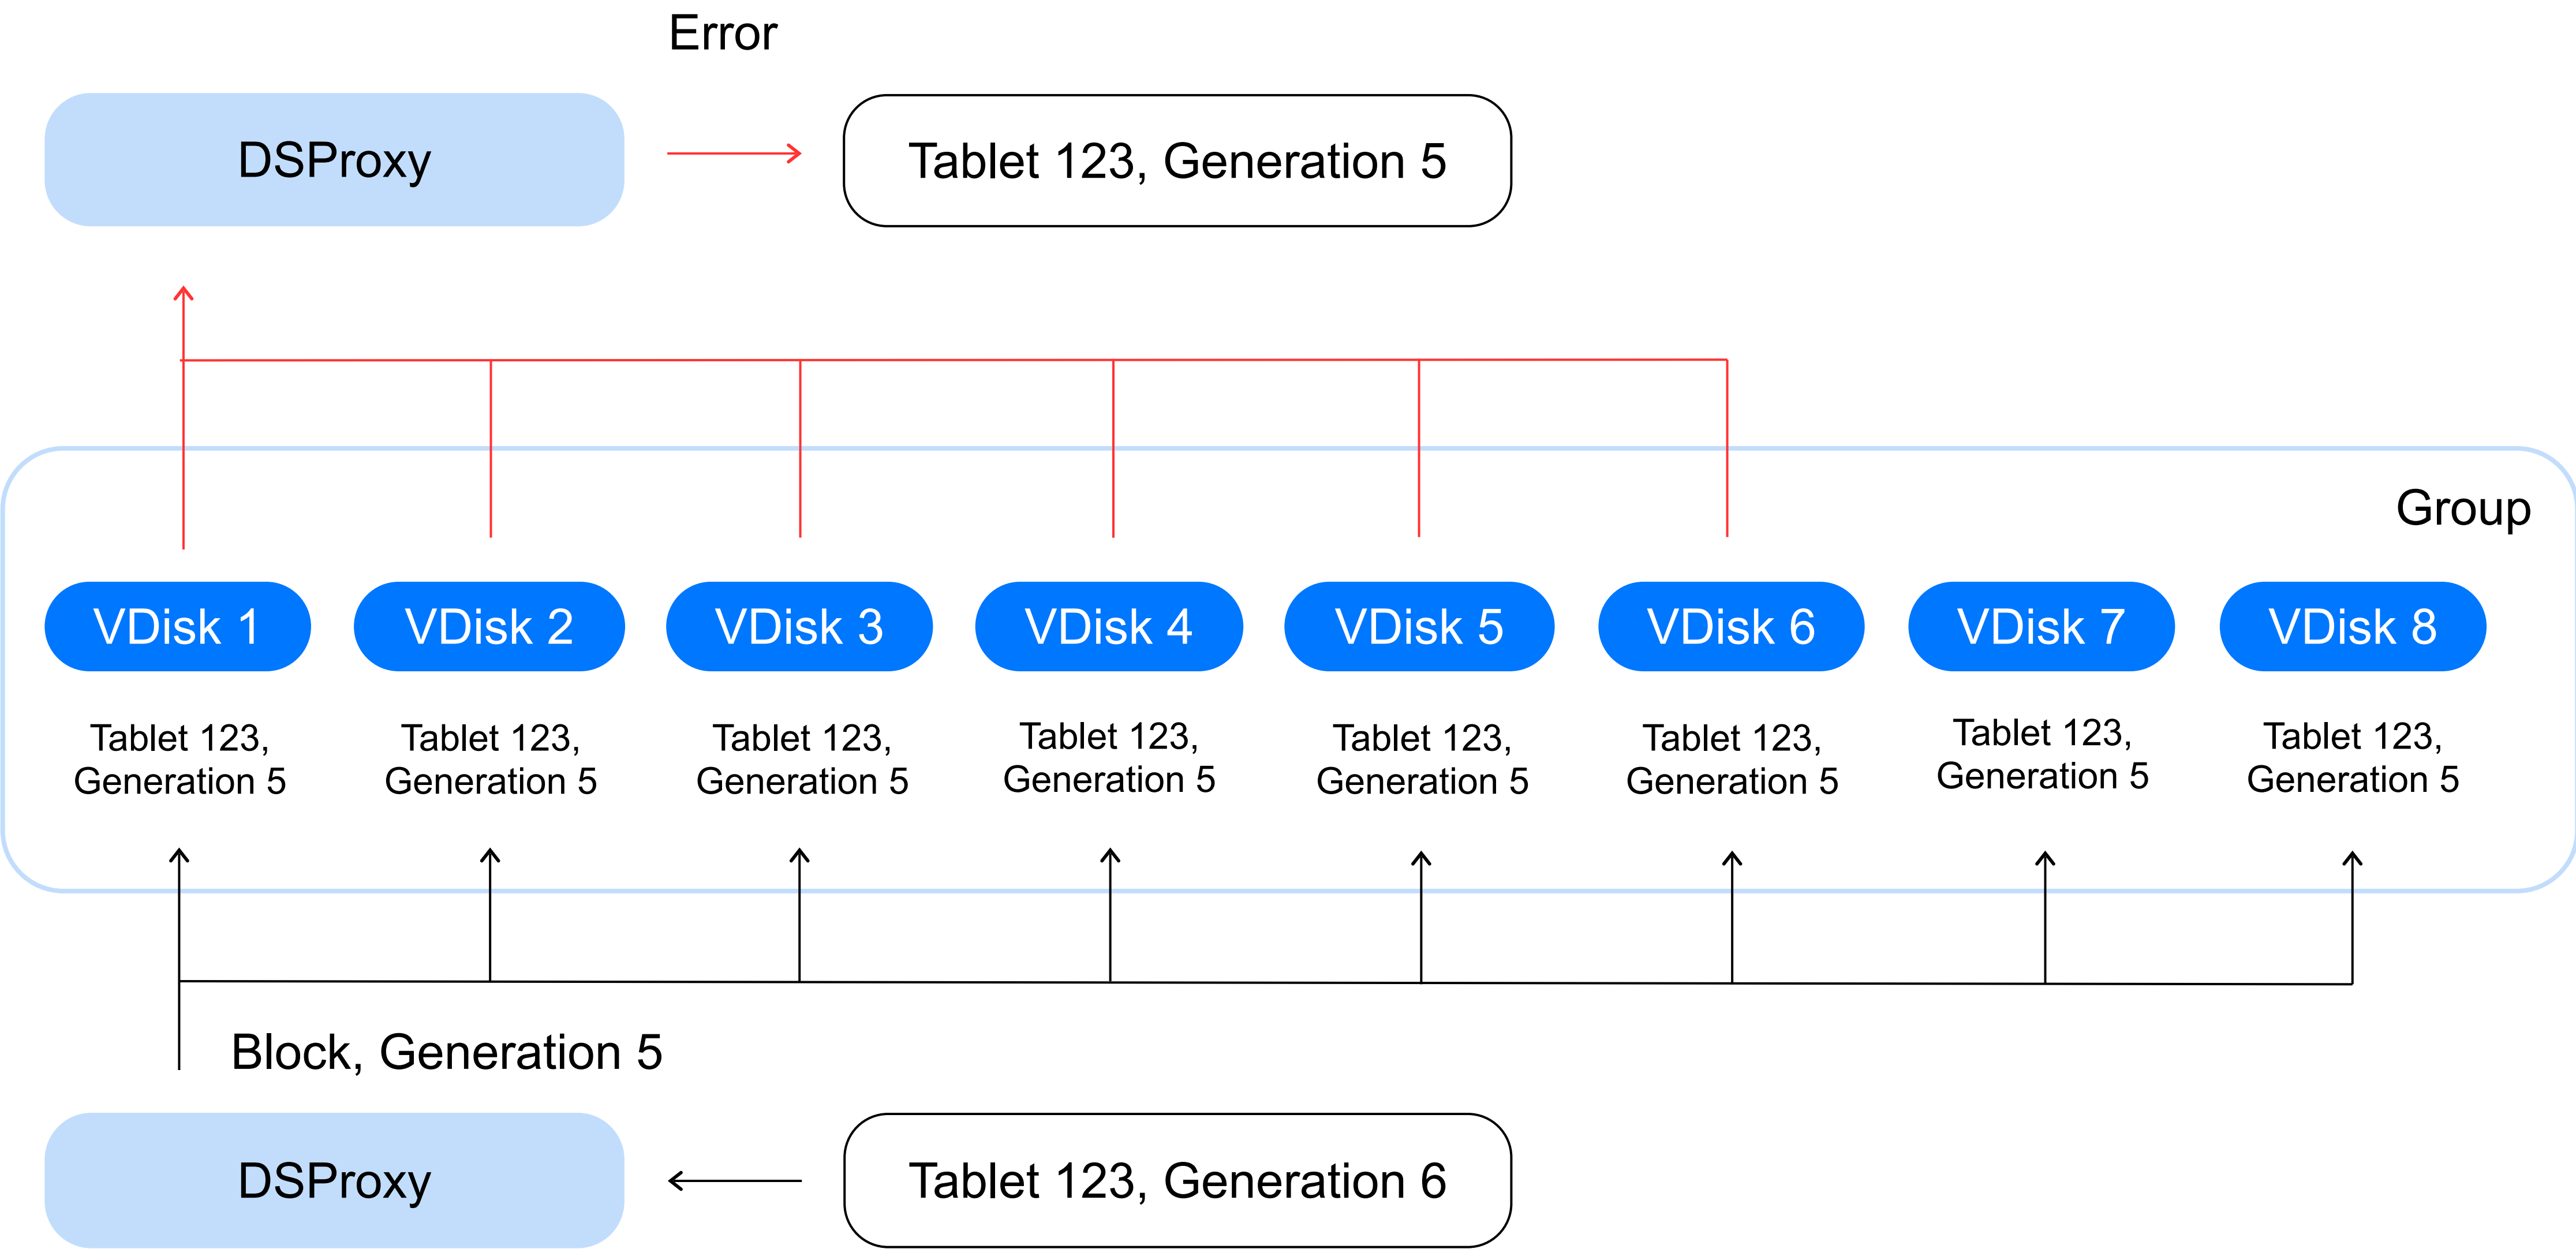 Error
DSProxy
Tablet 123, Generation 5
Group
VDisk 1
VDisk 2
VDisk 3
VDisk 4
VDisk 5
VDisk 6
VDisk 7
VDisk 8
Tablet 123,
Generation 5
Tablet 123,
Generation 5
Tablet 123,
Generation 5
Tablet 123,
Generation 5
Tablet 123,
Generation 5
Tablet 123,
Generation 5
Tablet 123,
Generation 5
Tablet 123,
Generation 5
Block, Generation 5
DSProxy
Tablet 123, Generation 6